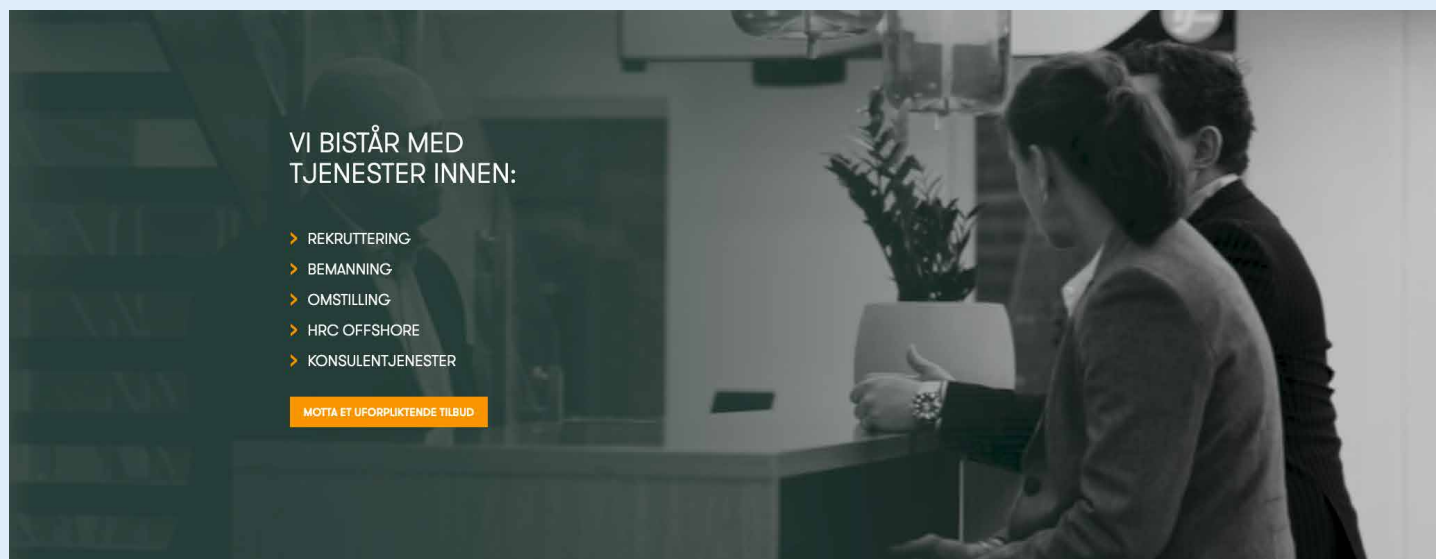 VI BISTÅR MED
TJENESTER INNEN:
REKRUTTERING
BEMANNING
OMSTILLING
HRC OFFSHORE
KONSULENTJENESTER
MOTTA ET UFORPLIKTENDE TILBUD